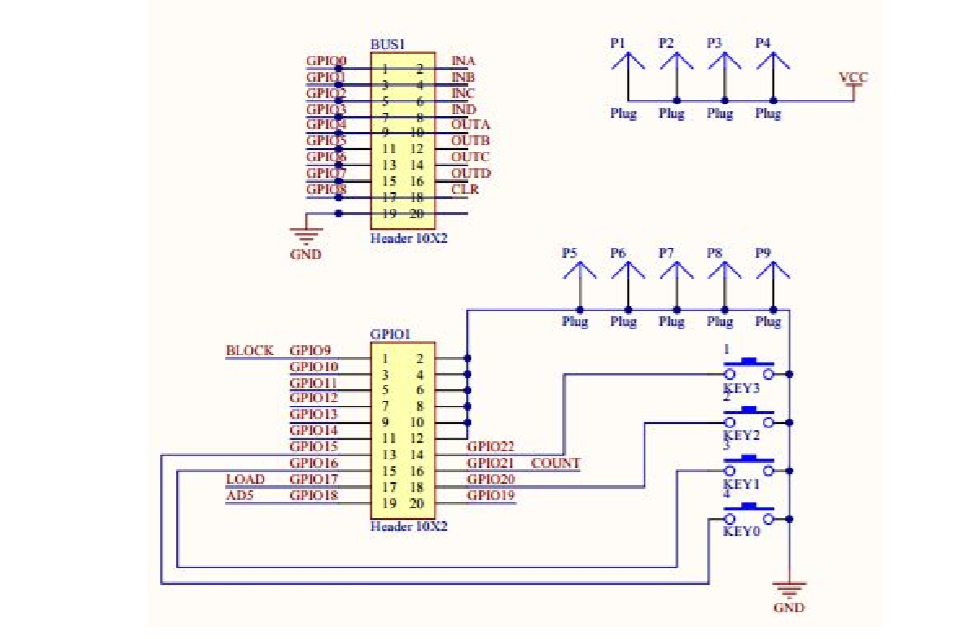 BUS1
GPIO0 1 2 INA
GPIO1 3 4 INB
GPIO2 5 6 INC
GPIO3 7 8 IND
GPIO4 9 10 OUTA
GPIO5 11 12 OUTB
GPIO6 13 14 OUTC
GPIO7 15 16 OUTD
GPIO8 17 18 CLR
19 20
Header 10X2
GND
P1 P2 P3 P4
VCC
Plug Plug Plug Plug
P5 P6 P7 P8 P9
Plug Plug Plug Plug Plug
GPIO1
BLOCK GPIO9 1 2
GPIO10 3 4
GPIO11 5 6
GPIO12 7 8
GPIO13 9 10
GPIO14 11 12
GPIO15 13 14 GPIO22
GPIO16 15 16 GPIO21 COUNT
LOAD GPIO17 17 18 GPIO20
AD5 GPIO18 19 20 GPIO19
Header 10X2
1
KEY3
2
KEY2
3
KEY1
4
KEY0
GND